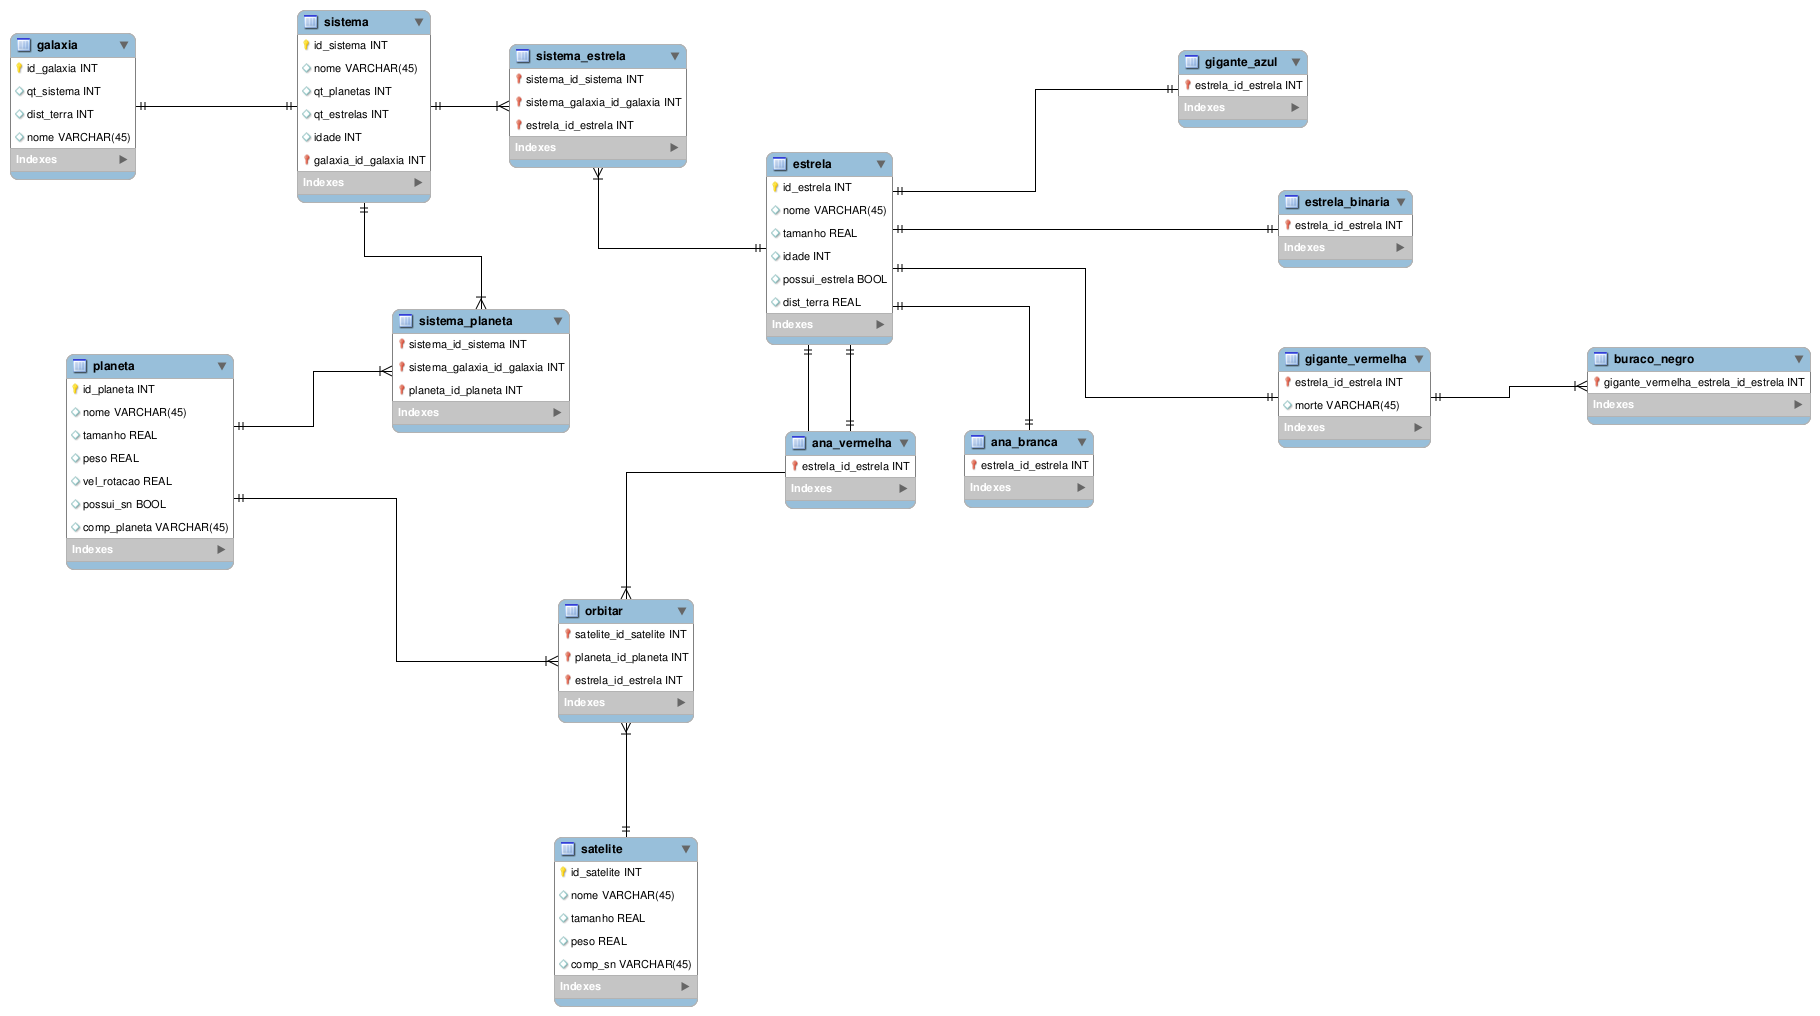 galaxia
id_galaxia INT
qt_sistema INT
dist_terra INT
nome VARCHAR(45)
Indexes
sistema
id_sistema INT
nome VARCHAR(45)
qt_planetas INT
qt_estrelas INT
idade INT
galaxia_id_galaxia INT
Indexes
sistema_estrela
sistema_id_sistema INT
sistema_galaxia_id_galaxia INT
estrela_id_estrela INT
Indexes
gigante_azul
estrela_id_estrela INT
Indexes
estrela
id_estrela INT
nome VARCHAR(45)
tamanho REAL
idade INT
possui_estrela BOOL
dist_terra REAL
Indexes
estrela_binaria
estrela_id_estrela INT
Indexes
sistema_planeta
sistema_id_sistema INT
sistema_galaxia_id_galaxia INT
planeta_id_planeta INT
Indexes
planeta
id_planeta INT
nome VARCHAR(45)
tamanho REAL
peso REAL
vel_rotacao REAL
possui_sn BOOL
comp_planeta VARCHAR(45)
Indexes
gigante_vermelha
estrela_id_estrela INT
morte VARCHAR(45)
Indexes
buraco_negro
gigante_vermelha_estrela_id_estrela INT
Indexes
ana_vermelha
estrela_id_estrela INT
Indexes
ana_branca
estrela_id_estrela INT
Indexes
orbitar
satelite_id_satelite INT
planeta_id_planeta INT
estrela_id_estrela INT
Indexes
satelite
id_satelite INT
nome VARCHAR(45)
tamanho REAL
peso REAL
comp_sn VARCHAR(45)
Indexes